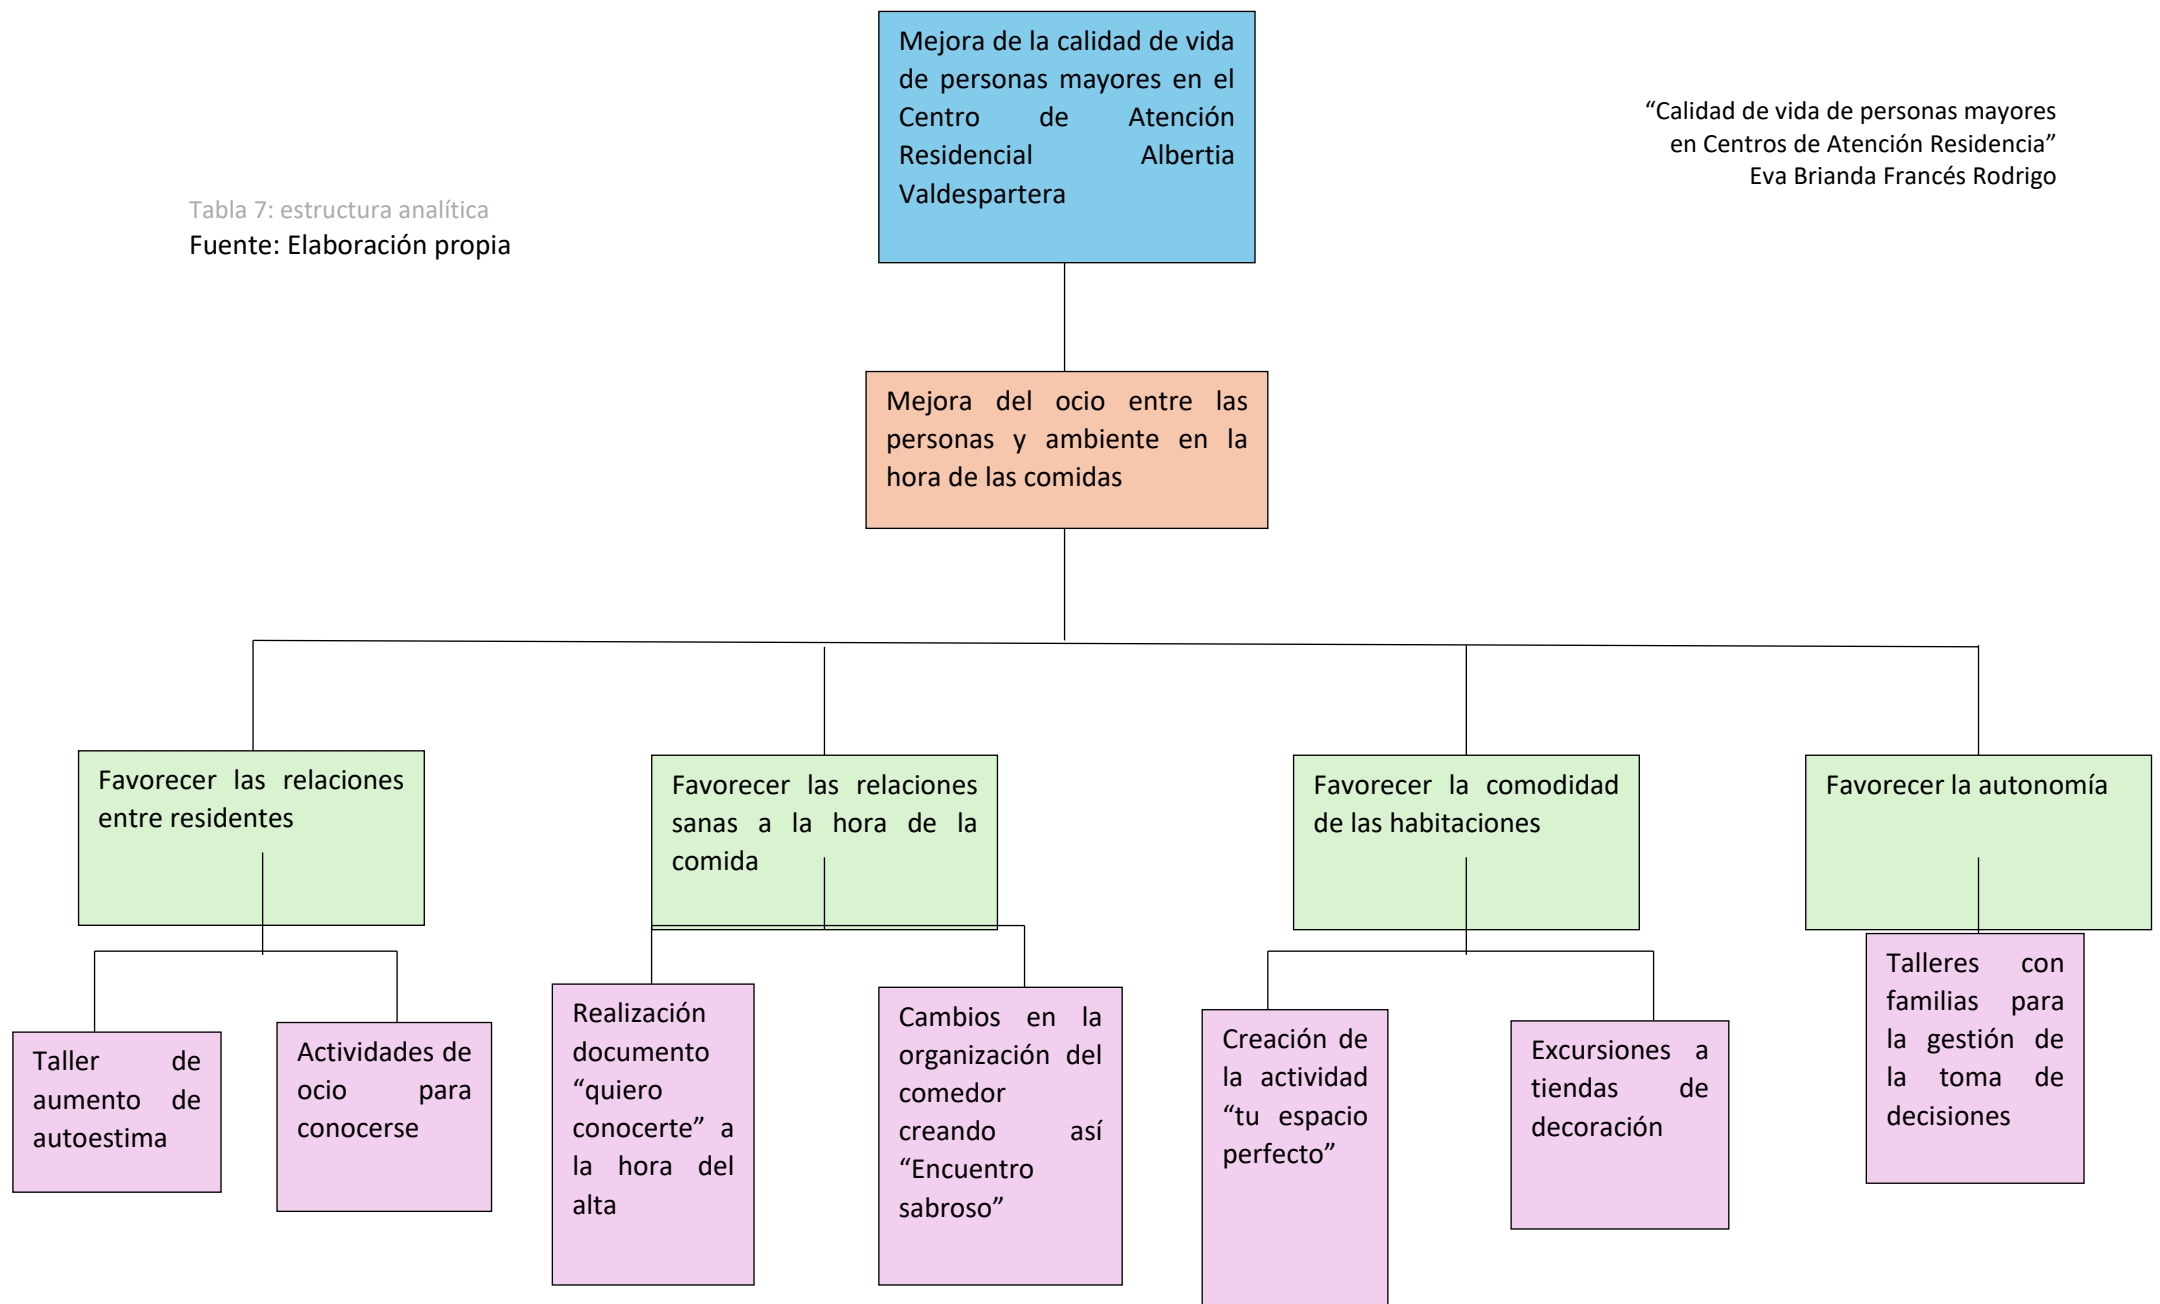 Mejora de la calidad de vida
de personas mayores en el
Centro de Atención
Residencial Albertia
Valdespartera
“Calidad de vida de personas mayores
en Centros de Atención Residencia”
Eva Brianda Francés Rodrigo
Tabla 7: estructura analítica
Fuente: Elaboración propia
Mejora del ocio entre las
personas y ambiente en la
hora de las comidas
Favorecer las relaciones
entre residentes
Favorecer las relaciones
sanas a la hora de la
comida
Favorecer la comodidad
de las habitaciones
Favorecer la autonomía
Taller de
aumento de
autoestima
Actividades de
ocio para
conocerse
Realización
documento
“quiero
conocerte” a
la hora del
alta
Cambios en la
organización del
comedor
creando así
“Encuentro
sabroso”
Creación de
la actividad
“tu espacio
perfecto”
Excursiones a
tiendas de
decoración
Talleres con
familias para
la gestión de
la toma de
decisiones